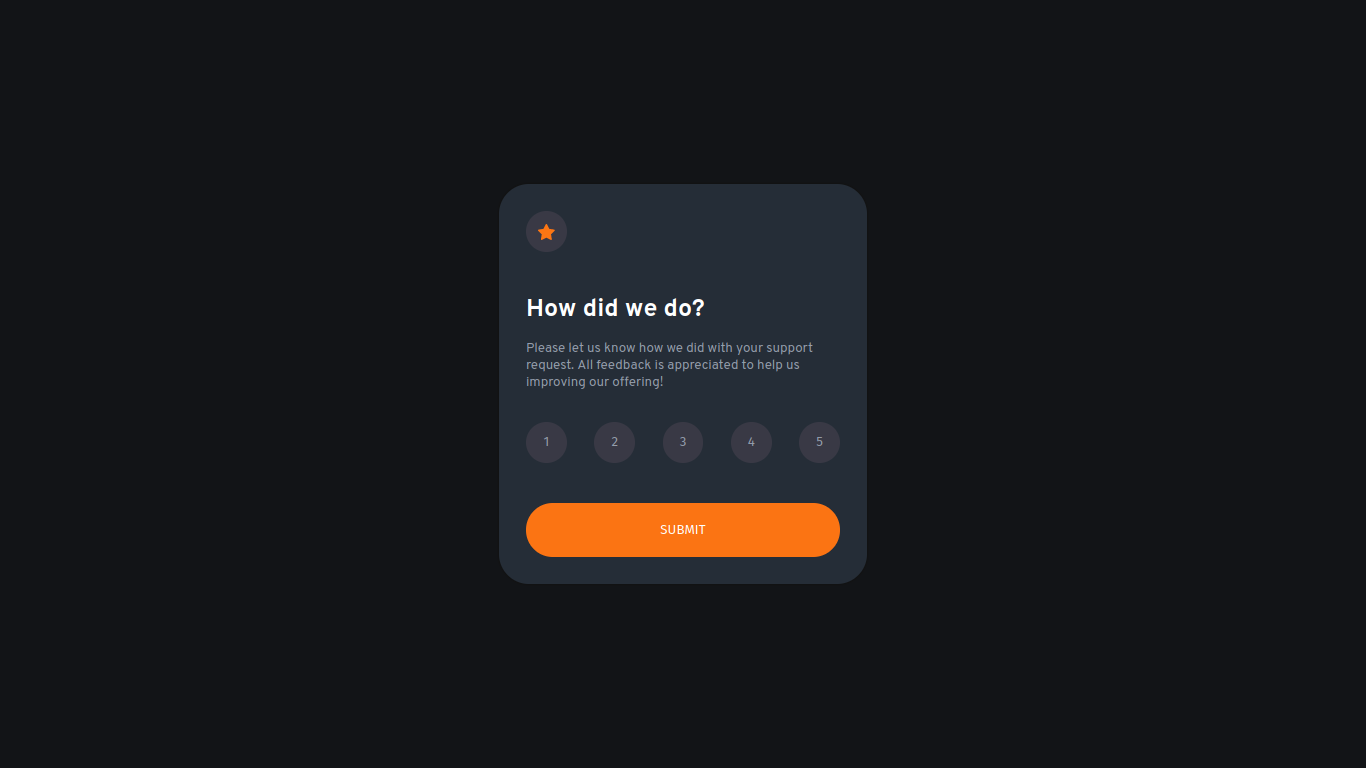 How did we do?
Please let us know how we did with your support
request. All feedback is appreciated to help us
improving our offering!
1 2 3 4 5
SUBMIT